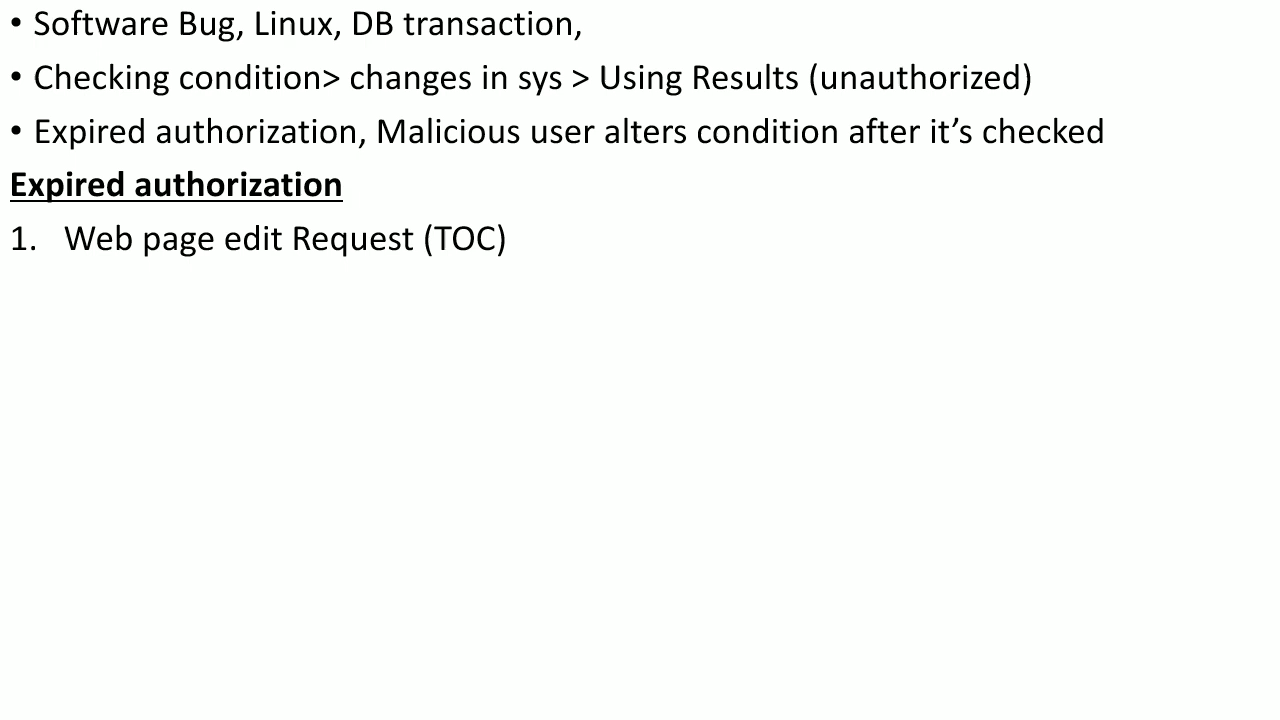 • Software Bug, Linux, DB transaction,
• Checking condition> changes in sys > Using Results (unauthorized)
• Expired authorization, Malicious user alters condition after it’s checked
Expired authorization
1. Web page edit Request (TOC)